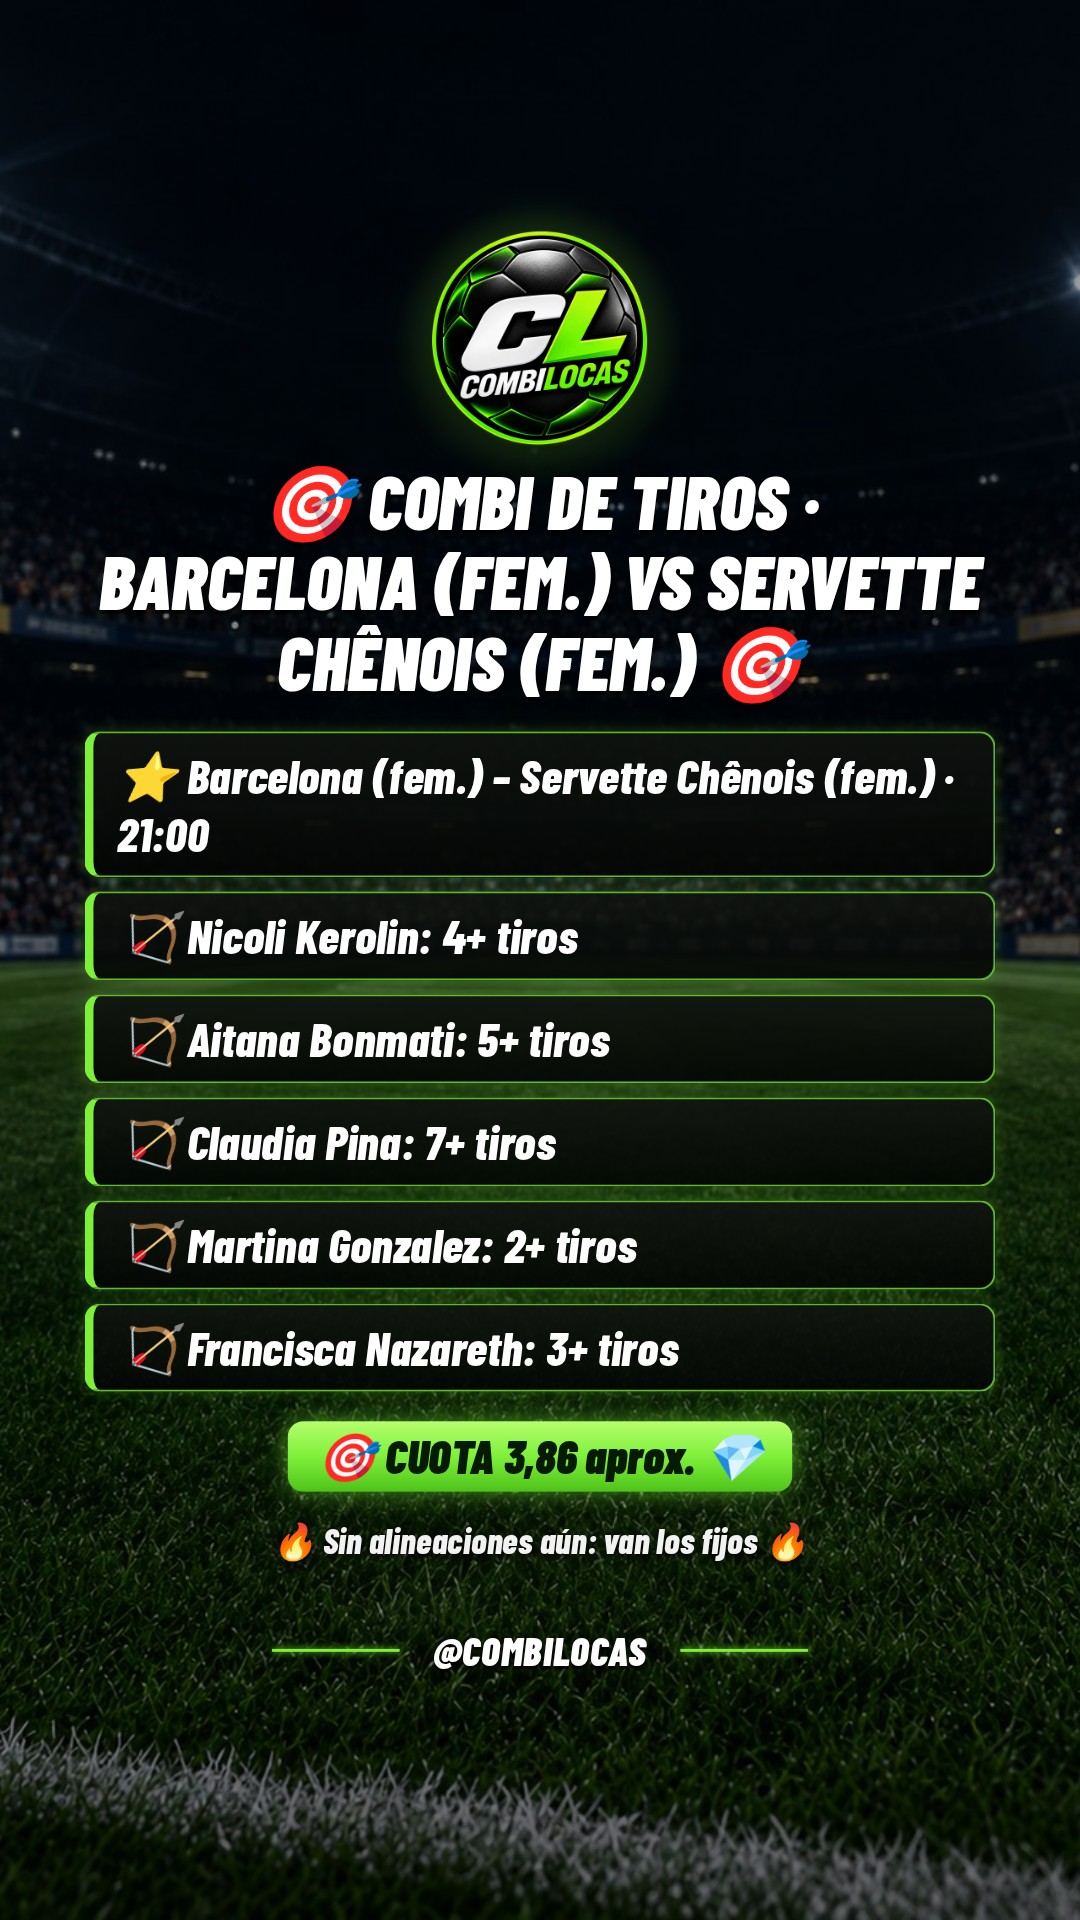 CL
COMBILOCAS
🎯 COMBI DE TIROS ·
BARCELONA (FEM.) VS SERVETTE
CHÊNOIS (FEM.) 🎯
⭐ Barcelona (fem.) – Servette Chênois (fem.) ·
21:00
🏹 Nicoli Kerolin: 4+ tiros
🏹 Aitana Bonmati: 5+ tiros
🏹 Claudia Pina: 7+ tiros
🏹 Martina Gonzalez: 2+ tiros
🏹 Francisca Nazareth: 3+ tiros
🎯 CUOTA 3,86 aprox. 💎
🔥 Sin alineaciones aún: van los fijos 🔥
@COMBILOCAS